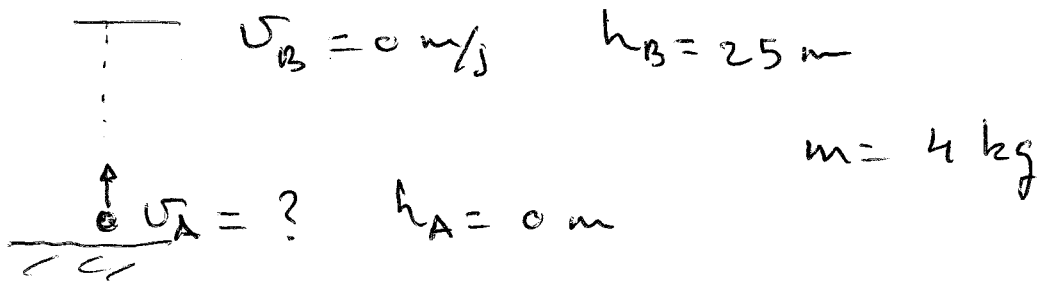 v_B = 0 m/s h_B = 25 m
m = 4 kg
v_A = ? h_A = 0 m